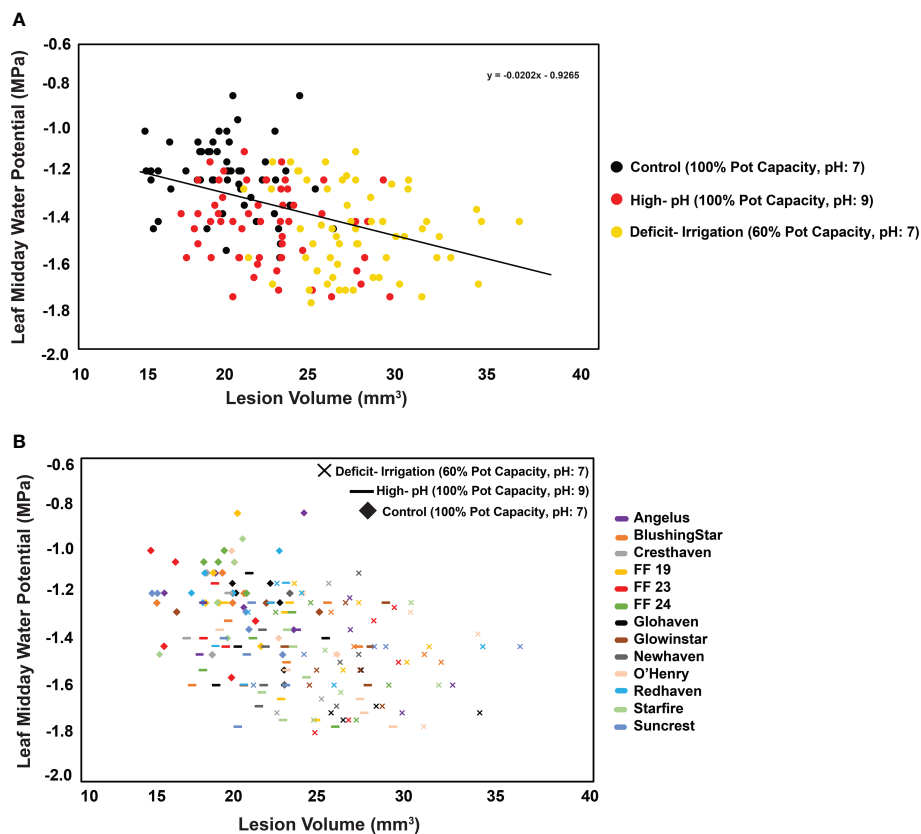 A
-0.6
-0.8
-1.0
-1.2
-1.4
-1.6
-1.8
-2.0
Leaf Midday Water Potential (MPa)
y = -0.0202x - 0.9265
10 15 20 25 30 35 40
Lesion Volume (mm³)
Control (100% Pot Capacity, pH: 7)
High- pH (100% Pot Capacity, pH: 9)
Deficit- Irrigation (60% Pot Capacity, pH: 7)
B
-0.6
-0.8
-1.0
-1.2
-1.4
-1.6
-1.8
-2.0
Leaf Midday Water Potential (MPa)
Deficit- Irrigation (60% Pot Capacity, pH: 7)
High- pH (100% Pot Capacity, pH: 9)
Control (100% Pot Capacity, pH: 7)
10 15 20 25 30 35 40
Lesion Volume (mm³)
Angelus
BlushingStar
Cresthaven
FF 19
FF 23
FF 24
Glohaven
Glowinstar
Newhaven
O'Henry
Redhaven
Starfire
Suncrest